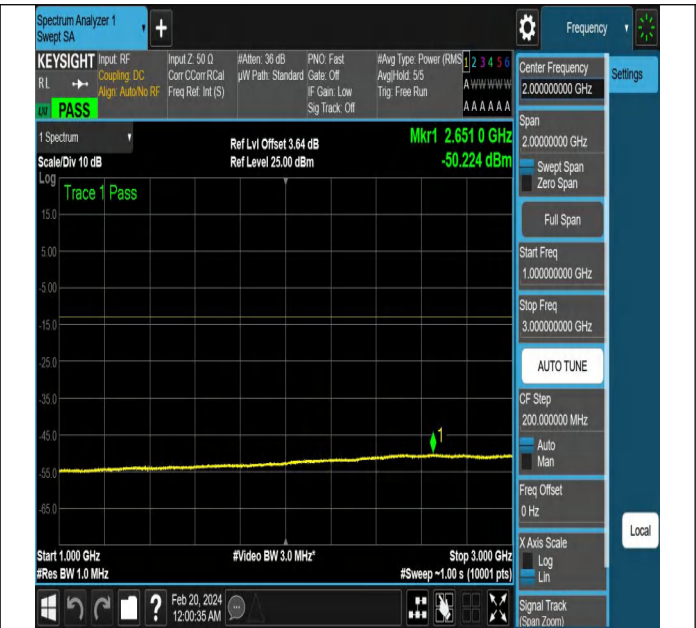 Spectrum Analyzer 1
Swept SA
Frequency
KEYSIGHT
RL
PASS
Input: RF
Coupling: DC
Align: Auto/No RF
Input Z: 50 Ω
Corr CCorr RCal
Freq Ref: Int (S)
#Atten: 36 dB
µW Path: Standard
PNO: Fast
Gate: Off
IF Gain: Low
Sig Track: Off
#Avg Type: Power (RMS
Avg|Hold: 5/5
Trig: Free Run
1 2 3 4 5 6
A W W W W W
A A A A A A
1 Spectrum
Scale/Div 10 dB
Log
Ref Lvl Offset 3.64 dB
Ref Level 25.00 dBm
Mkr1 2.651 0 GHz
-50.224 dBm
Trace 1 Pass
15.0
5.00
-5.00
-15.0
-25.0
-35.0
-45.0
-55.0
-65.0
1
Start 1.000 GHz
#Res BW 1.0 MHz
#Video BW 3.0 MHz*
Stop 3.000 GHz
#Sweep ~1.00 s (10001 pts)
Feb 20, 2024
12:00:35 AM
Center Frequency
2.000000000 GHz
Settings
Span
2.00000000 GHz
Swept Span
Zero Span
Full Span
Start Freq
1.000000000 GHz
Stop Freq
3.000000000 GHz
AUTO TUNE
CF Step
200.000000 MHz
Auto
Man
Freq Offset
0 Hz
X Axis Scale
Log
Lin
Local
Signal Track
(Span Zoom)